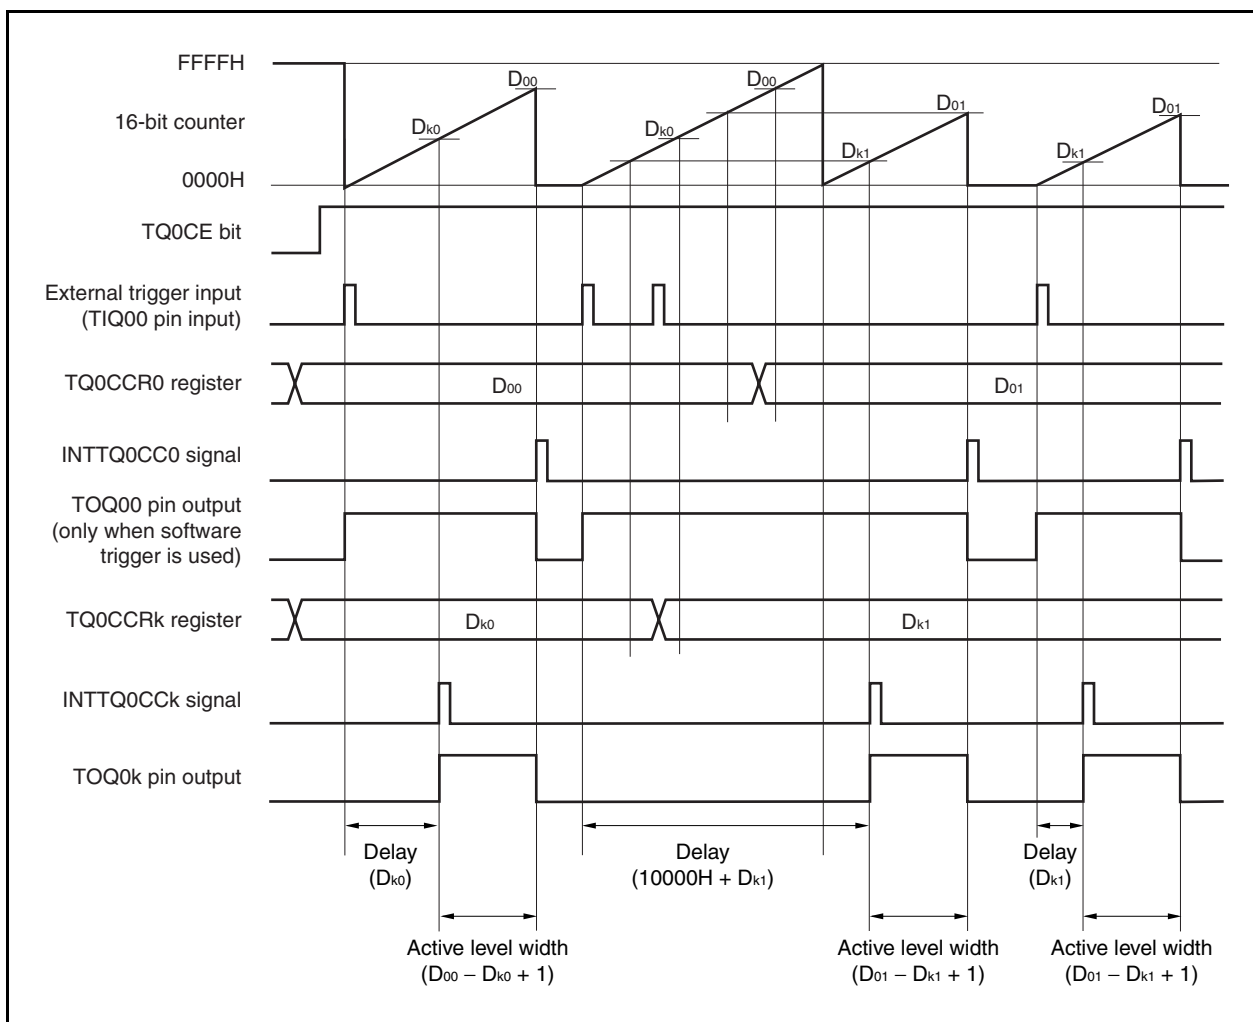 FFFFH
16-bit counter
0000H
D00
Dk0
D00
Dk0
D01
Dk1
D01
Dk1
TQ0CE bit
External trigger input
(TIQ00 pin input)
TQ0CCR0 register
D00
D01
INTTQ0CC0 signal
TOQ00 pin output
(only when software
trigger is used)
TQ0CCRk register
Dk0
Dk1
INTTQ0CCk signal
TOQ0k pin output
Delay
(Dk0)
Delay
(10000H + Dk1)
Delay
(Dk1)
Active level width
(D00 − Dk0 + 1)
Active level width
(D01 − Dk1 + 1)
Active level width
(D01 − Dk1 + 1)